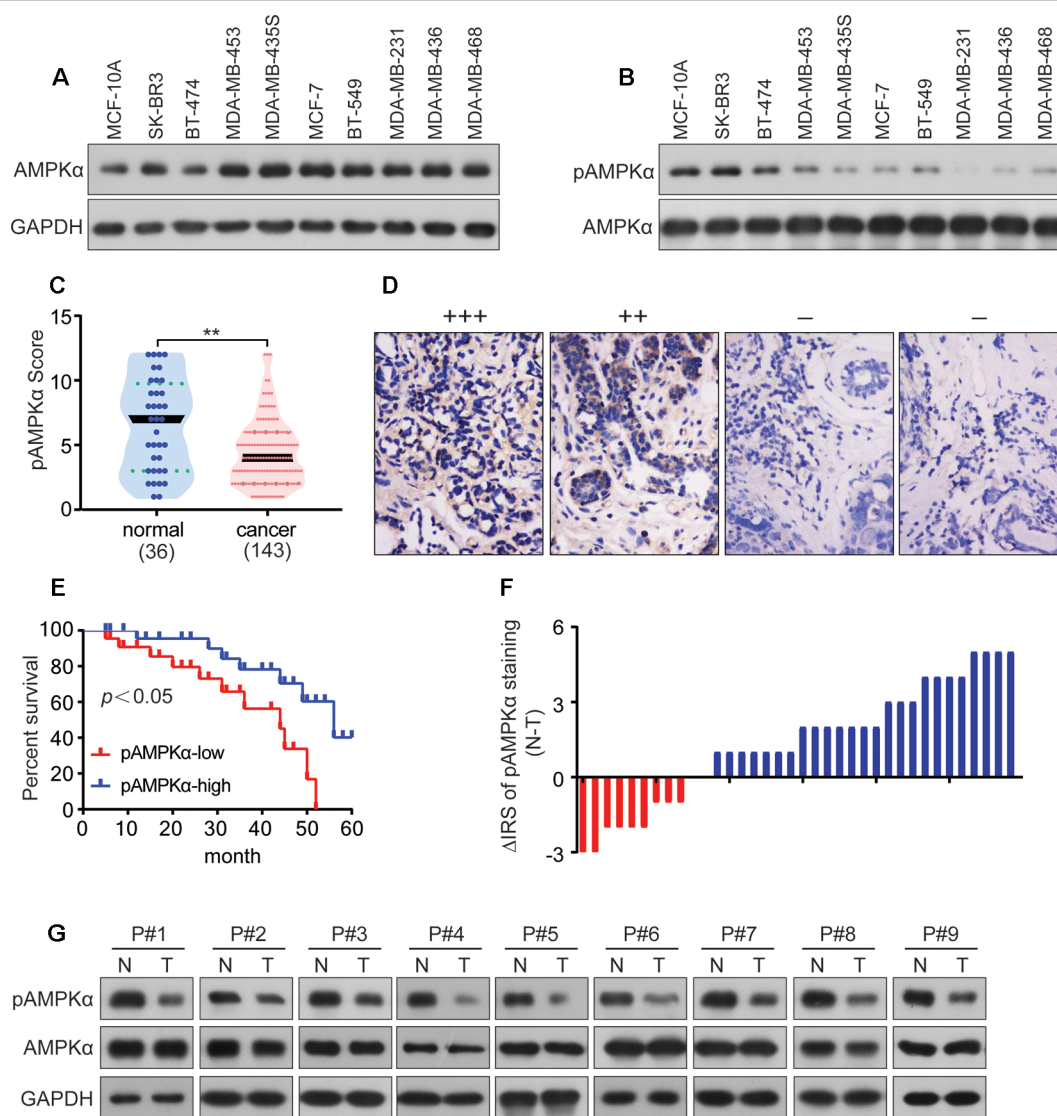 A
MCF-10A
SK-BR3
BT-474
MDA-MB-453
MDA-MB-435S
MCF-7
BT-549
MDA-MB-231
MDA-MB-436
MDA-MB-468
AMPKα
GAPDH
B
MCF-10A
SK-BR3
BT-474
MDA-MB-453
MDA-MB-435S
MCF-7
BT-549
MDA-MB-231
MDA-MB-436
MDA-MB-468
pAMPKα
AMPKα
C
pAMPKα Score
15
10
5
0
**
normal
(36)
cancer
(143)
D
+++
++
–
–
E
Percent survival
100
80
60
40
20
0
p<0.05
pAMPKα-low
pAMPKα-high
0 10 20 30 40 50 60
month
F
ΔIRS of pAMPKα staining
(N-T)
6
3
0
-3
G
P#1 P#2 P#3 P#4 P#5 P#6 P#7 P#8 P#9
N T N T N T N T N T N T N T N T N T
pAMPKα
AMPKα
GAPDH